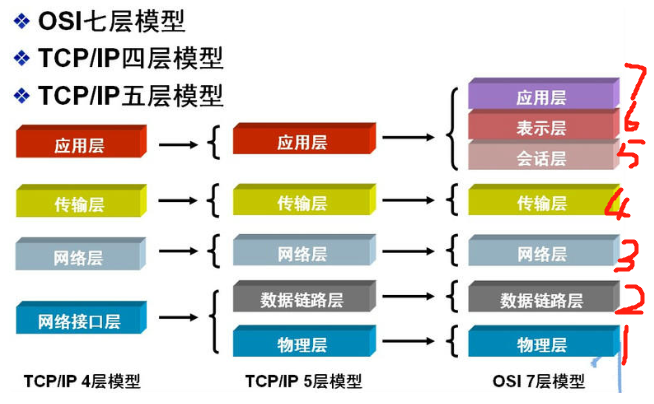 ❖ OSI七层模型
❖ TCP/IP四层模型
❖ TCP/IP五层模型
应用层 7
表示层 6
应用层 应用层 会话层 5
传输层 传输层 传输层 4
网络层 网络层 网络层 3
数据链路层 数据链路层 2
网络接口层
物理层 物理层 1
TCP/IP 4层模型 TCP/IP 5层模型 OSI 7层模型